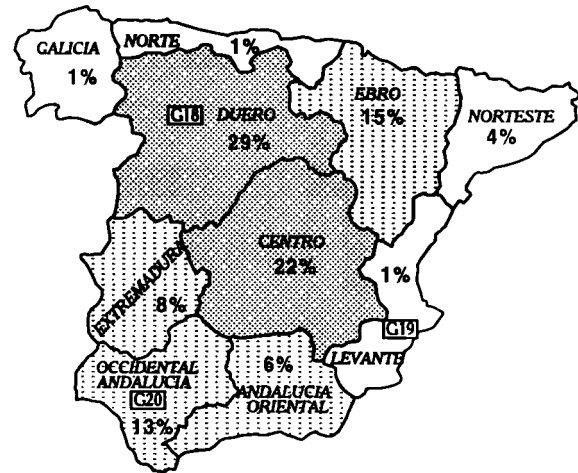 GALICIA
1%
NORTE
1%
EBRO
15%
NORTESTE
4%
G18 DUERO
29%
CENTRO
22%
1%
EXTREMADURA
8%
G19
LEVANTE
OCCIDENTAL
ANDALUCIA
G20
13%
6%
ANDALUCIA
ORIENTAL